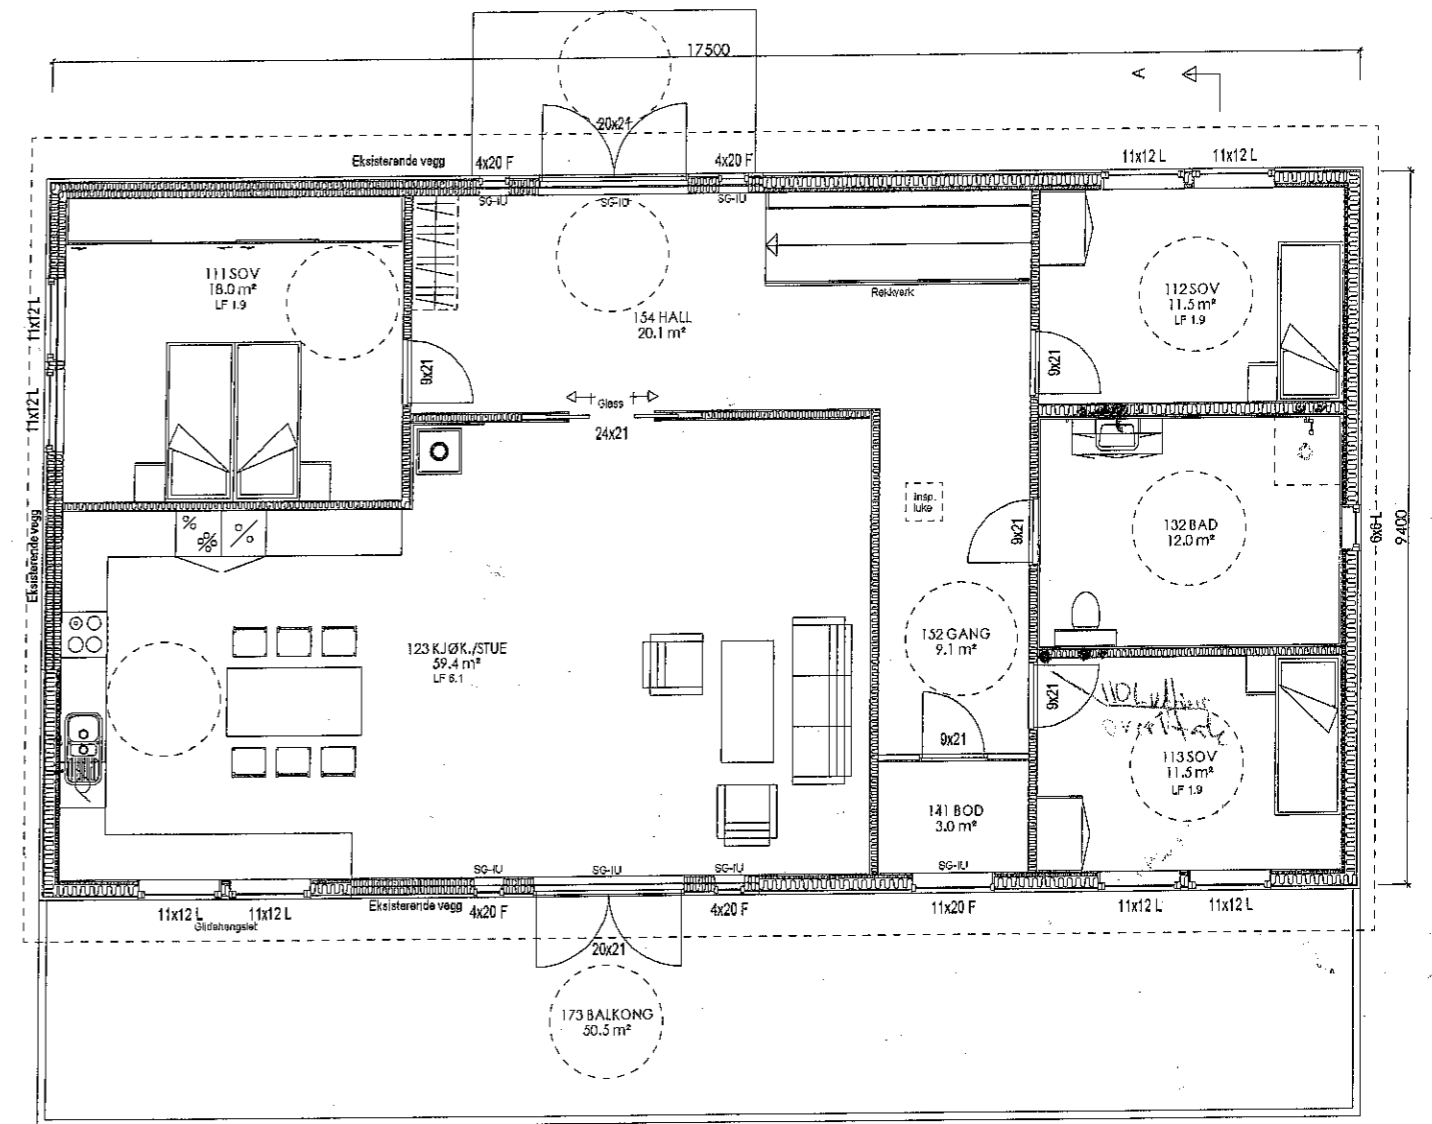 17500
A
20x21
Eksisterende vegg
4x20 F
4x20 F
11x12 L
11x12 L
SG-IU
SG-IU
SG-IU
111 SOV
18.0 m²
LF 1.9
11x12 L
11x12 L
9x21
154 HALL
20.1 m²
Rekkverk
112 SOV
11.5 m²
LF 1.9
9x21
Glass
24x21
Insp.
luke
9x21
132 BAD
12.0 m²
6x6 L
9400
Eksisterende vegg
123 KJØK./STUE
59.4 m²
LF 6.1
152 GANG
9.1 m²
9x21
9x21
113 SOV
11.5 m²
LF 1.9
141 BOD
3.0 m²
SG-IU
SG-IU
SG-IU
SG-IU
11x12 L
11x12 L
Glidehengslet
Eksisterende vegg
4x20 F
20x21
4x20 F
11x20 F
11x12 L
11x12 L
173 BALKONG
50.5 m²